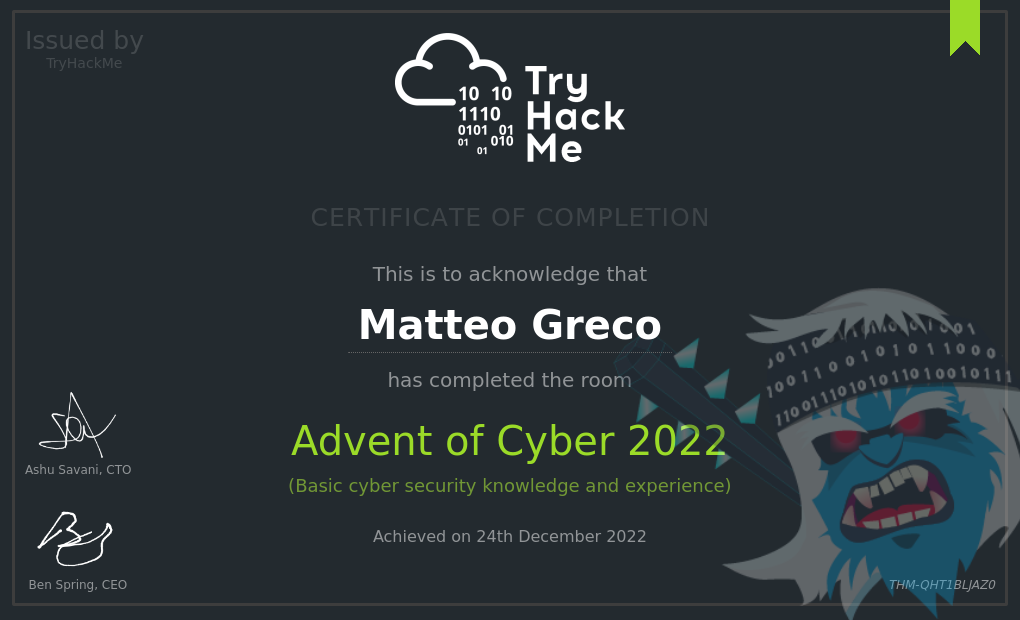 Issued by
TryHackMe
10 10
1110
0101 01
01 010
01
Try
Hack
Me
CERTIFICATE OF COMPLETION
This is to acknowledge that
Matteo Greco
has completed the room
Advent of Cyber 2022
(Basic cyber security knowledge and experience)
Achieved on 24th December 2022
Ashu Savani, CTO
Ben Spring, CEO
THM-QHT1BLJAZ0